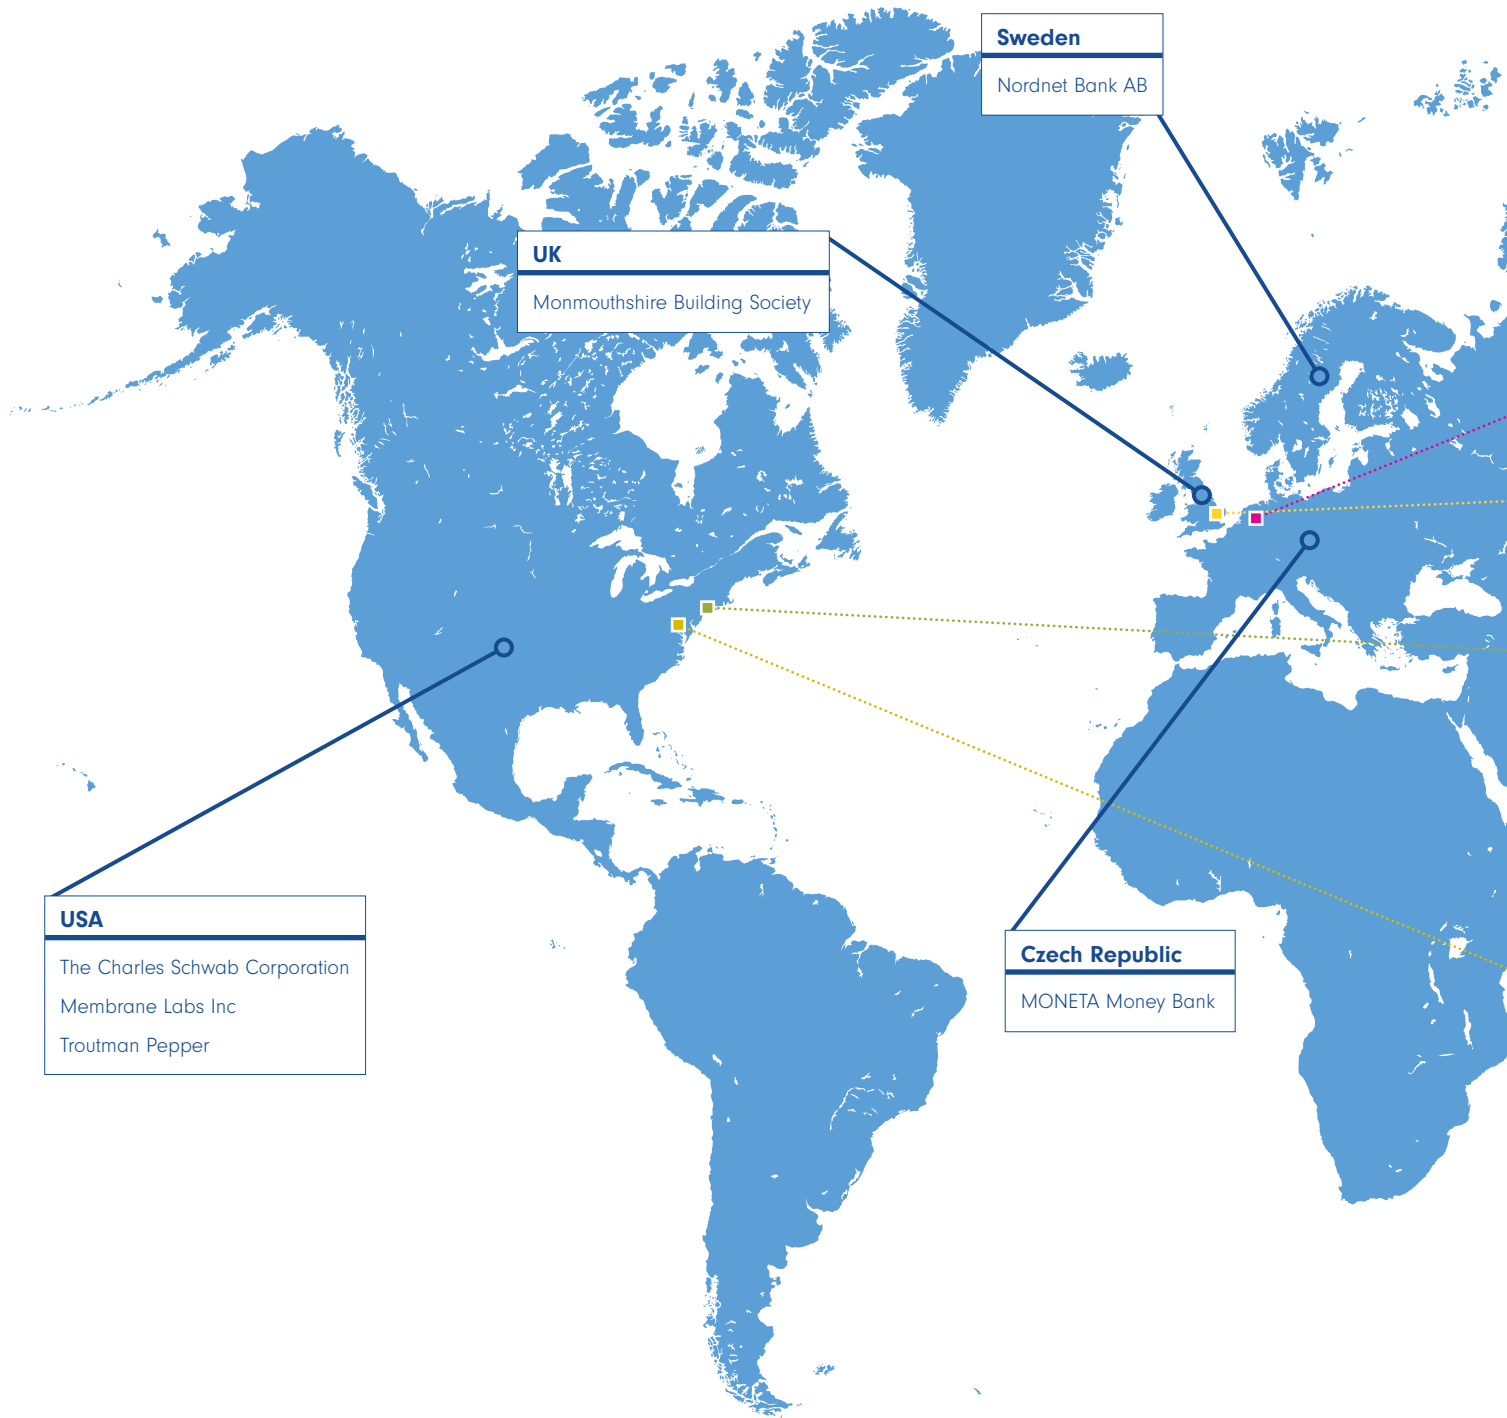 Sweden
Nordnet Bank AB
UK
Monmouthshire Building Society
USA
The Charles Schwab Corporation
Membrane Labs Inc
Troutman Pepper
Czech Republic
MONETA Money Bank